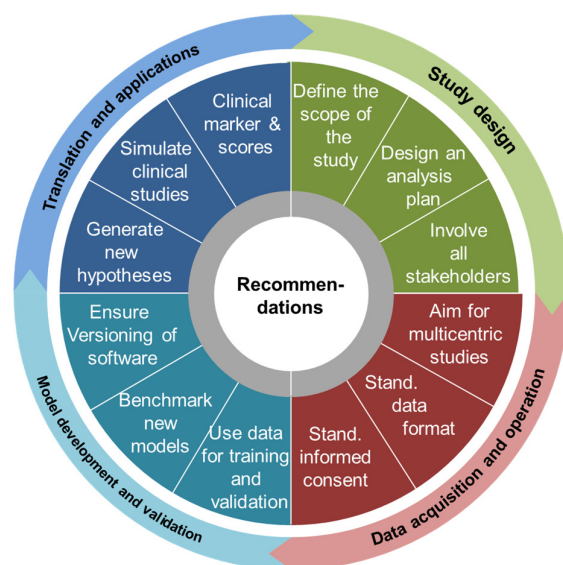 Study design
Define the
scope of
the
study
Design an
analysis
plan
Involve
all
stakeholders
Data acquisition and operation
Aim for
multicentric
studies
Stand.
data
format
Stand.
informed
consent
Model development and validation
Use data
for training
and
validation
Benchmark
new
models
Ensure
Versioning of
software
Translation and applications
Generate
new
hypotheses
Simulate
clinical
studies
Clinical
marker &
scores
Recommen-
dations